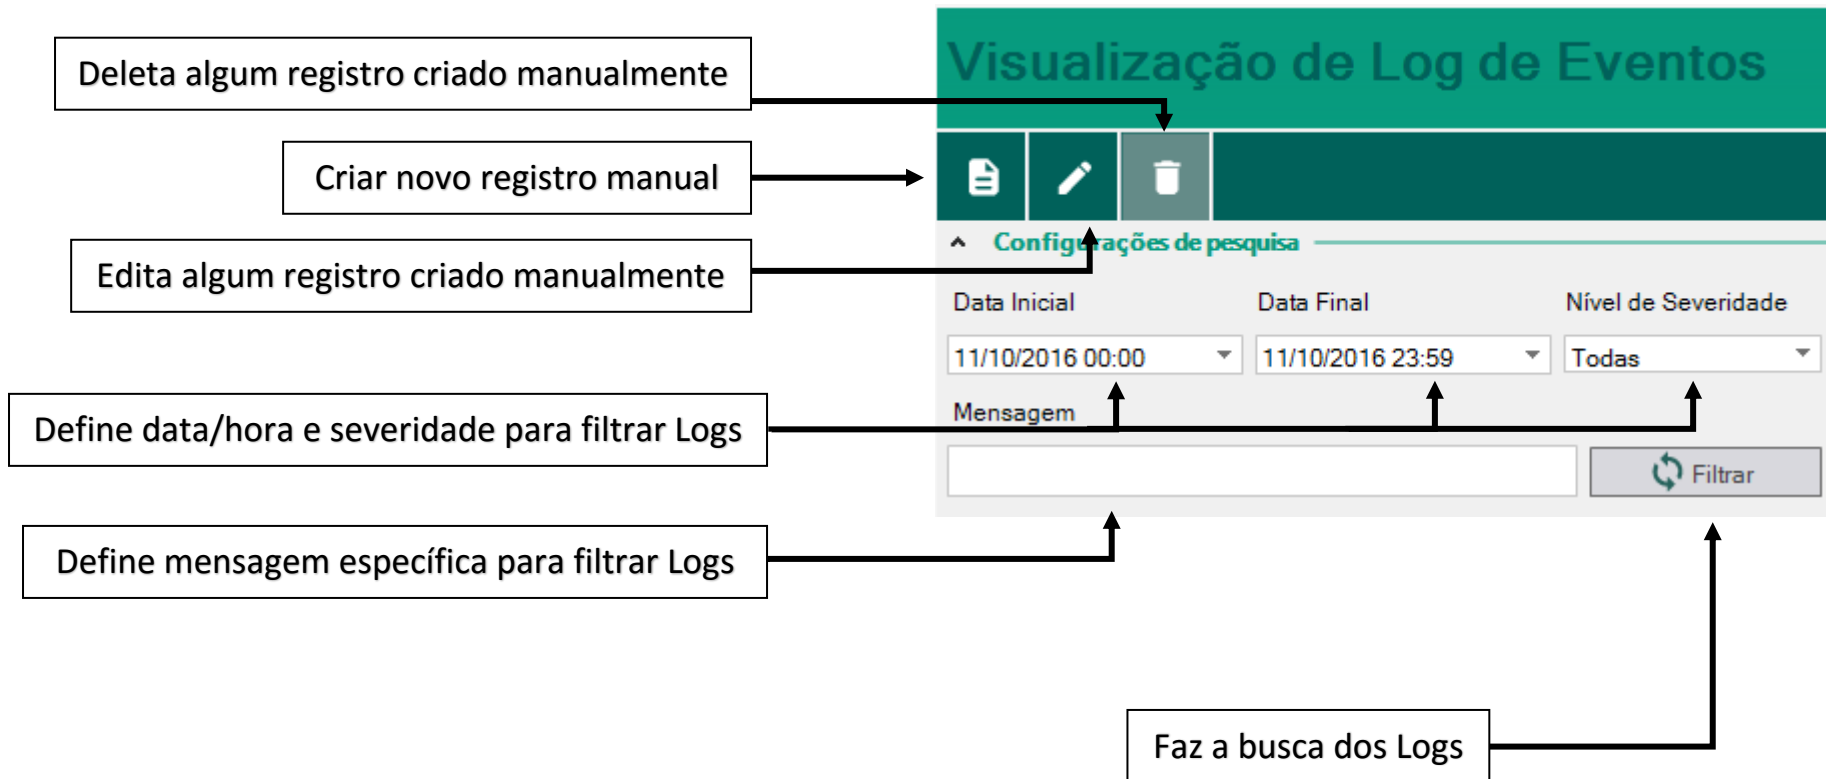 Visualização de Log de Eventos
Deleta algum registro criado manualmente
Criar novo registro manual
Configurações de pesquisa
Edita algum registro criado manualmente
Data Inicial
Data Final
Nível de Severidade
11/10/2016 00:00
11/10/2016 23:59
Todas
Mensagem
Define data/hora e severidade para filtrar Logs
Filtrar
Define mensagem específica para filtrar Logs
Faz a busca dos Logs